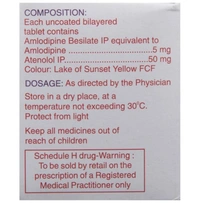 COMPOSITION:
Each uncoated bilayered
tablet contains
Amlodipine Besilate IP equivalent to
Amlodipine.........................5 mg
Atenolol IP.........................50 mg
Colour: Lake of Sunset Yellow FCF
DOSAGE: As directed by the Physician
Store in a dry place, at a
temperature not exceeding 30°C.
Protect from light
Keep all medicines out of
reach of children
Schedule H drug-Warning :
To be sold by retail on the
prescription of a Registered
Medical Practitioner only